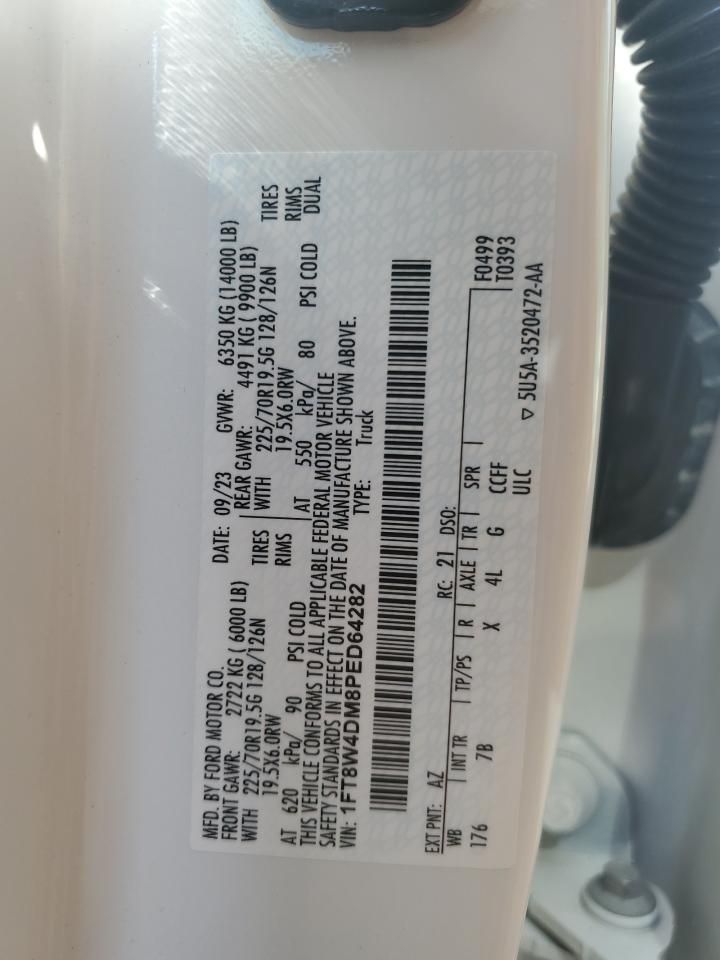 MFD. BY FORD MOTOR CO.
DATE: 09/23 GVWR: 6350 KG (14000 LB)
FRONT GAWR: 2722 KG ( 6000 LB) REAR GAWR: 4491 KG ( 9900 LB)
WITH 225/70R19.5G 128/126N TIRES WITH 225/70R19.5G 128/126N TIRES
19.5X6.0RW RIMS 19.5X6.0RW RIMS
AT 620 kPa/ 90 PSI COLD AT 550 kPa/ 80 PSI COLD DUAL
THIS VEHICLE CONFORMS TO ALL APPLICABLE FEDERAL MOTOR VEHICLE
SAFETY STANDARDS IN EFFECT ON THE DATE OF MANUFACTURE SHOWN ABOVE.
VIN: 1FT8W4DM8PED64282 TYPE: Truck
EXT PNT: AZ RC: 21 DSO:
WB INT TR TP/PS R AXLE TR SPR F0499
176 7B X 4L G CCFF T0393
ULC ▽ 5U5A-3520472-AA